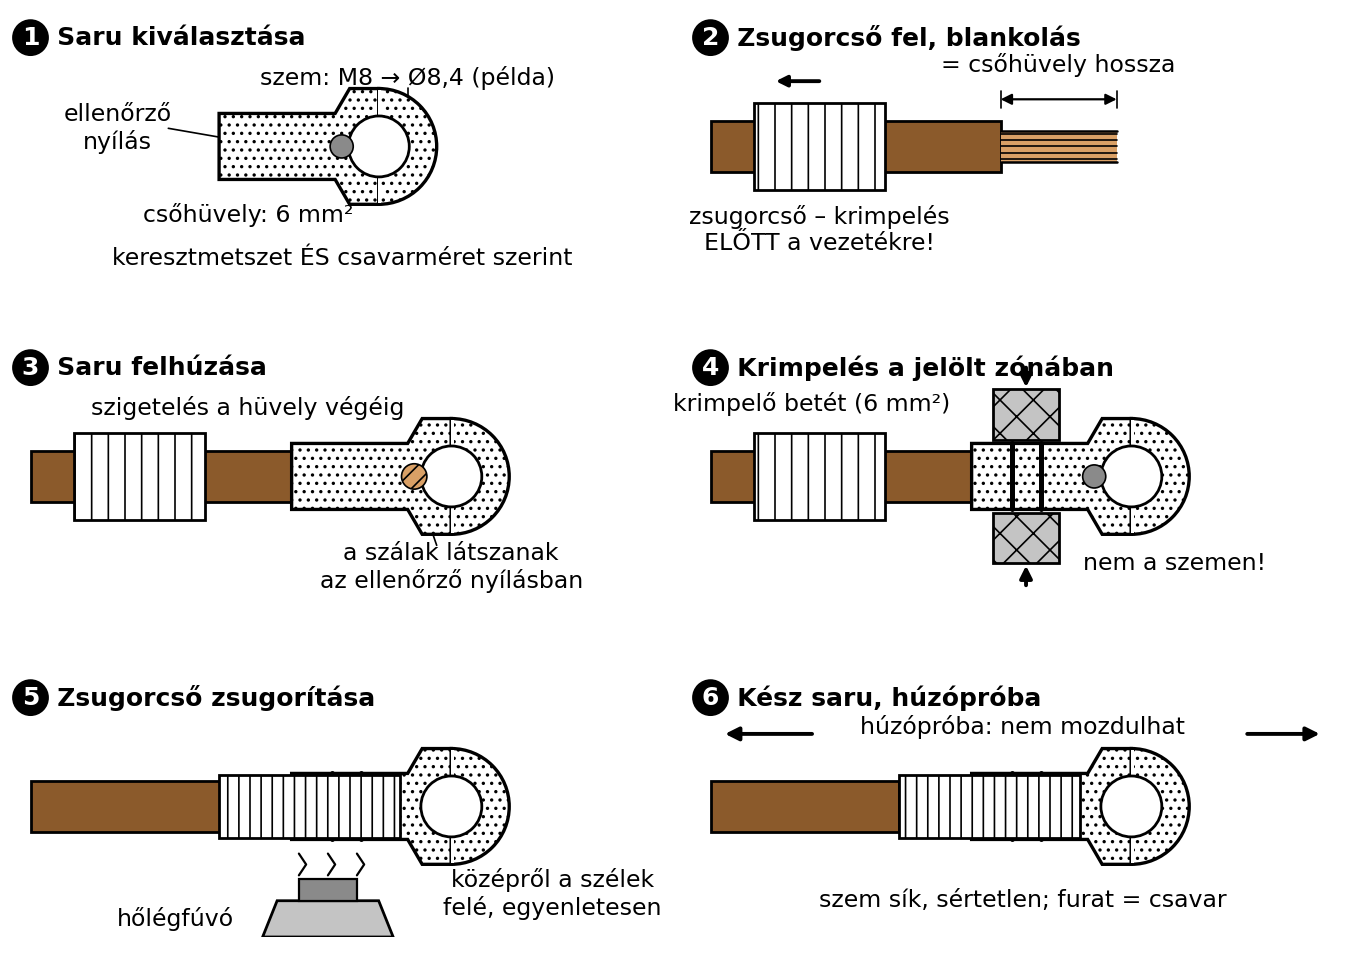 1 Saru kiválasztása
szem: M8 → Ø8,4 (példa)
ellenőrző
nyílás
csőhüvely: 6 mm²
keresztmetszet ÉS csavarméret szerint
2 Zsugorcső fel, blankolás
= csőhüvely hossza
zsugorcső – krimpelés
ELŐTT a vezetékre!
3 Saru felhúzása
szigetelés a hüvely végéig
a szálak látszanak
az ellenőrző nyílásban
4 Krimpelés a jelölt zónában
krimpelő betét (6 mm²)
nem a szemen!
5 Zsugorcső zsugorítása
középről a szélek
felé, egyenletesen
hőlégfúvó
6 Kész saru, húzópróba
húzópróba: nem mozdulhat
szem sík, sértetlen; furat = csavar